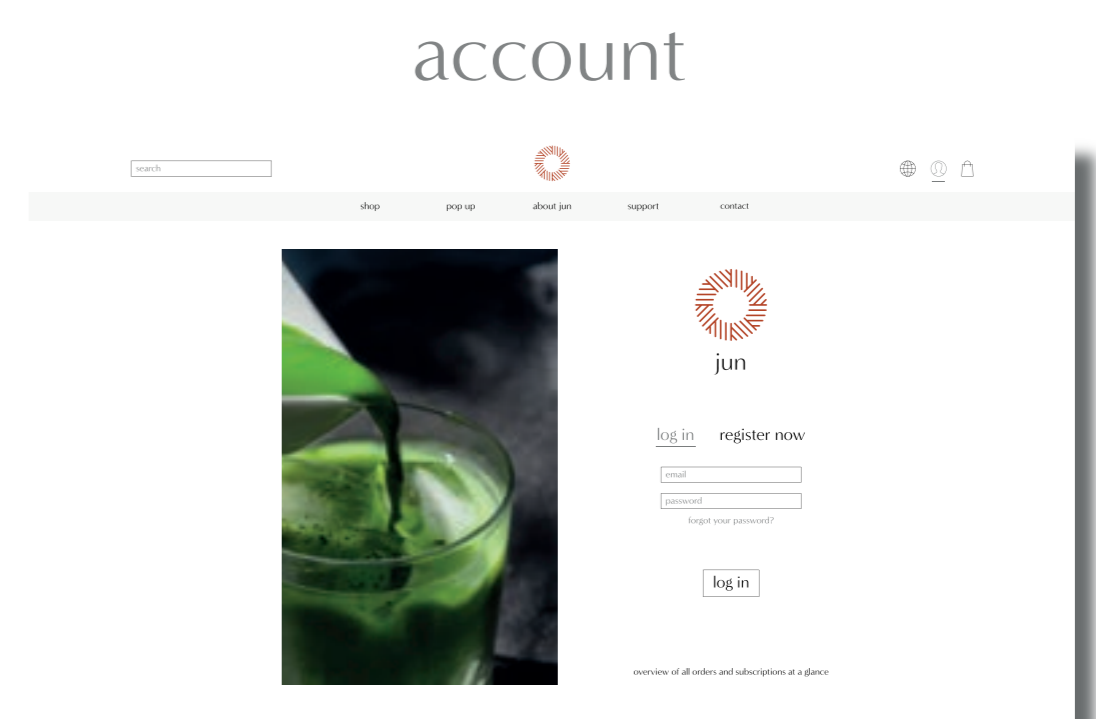 account
search
shop pop up about jun support contact
jun
log in register now
email
password
forgot your password?
log in
overview of all orders and subscriptions at a glance